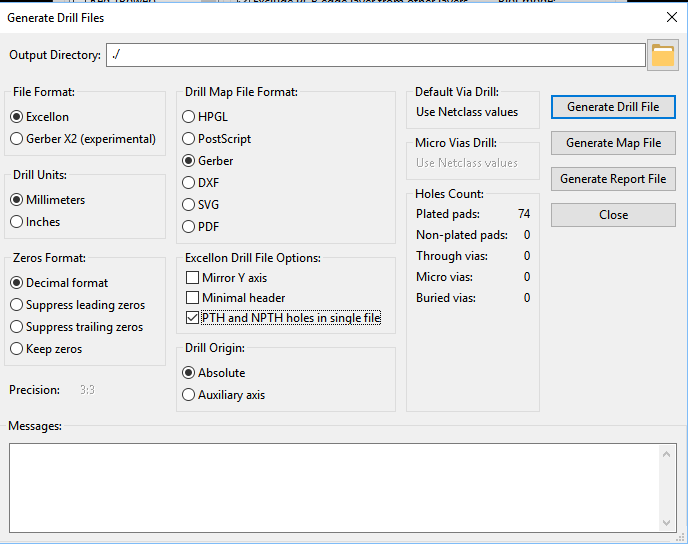 Generate Drill Files
Output Directory: ./
File Format:
Excellon
Gerber X2 (experimental)
Drill Units:
Millimeters
Inches
Zeros Format:
Decimal format
Suppress leading zeros
Suppress trailing zeros
Keep zeros
Precision: 3:3
Drill Map File Format:
HPGL
PostScript
Gerber
DXF
SVG
PDF
Excellon Drill File Options:
Mirror Y axis
Minimal header
PTH and NPTH holes in single file
Drill Origin:
Absolute
Auxiliary axis
Default Via Drill:
Use Netclass values
Micro Vias Drill:
Use Netclass values
Holes Count:
Plated pads: 74
Non-plated pads: 0
Through vias: 0
Micro vias: 0
Buried vias: 0
Generate Drill File
Generate Map File
Generate Report File
Close
Messages: